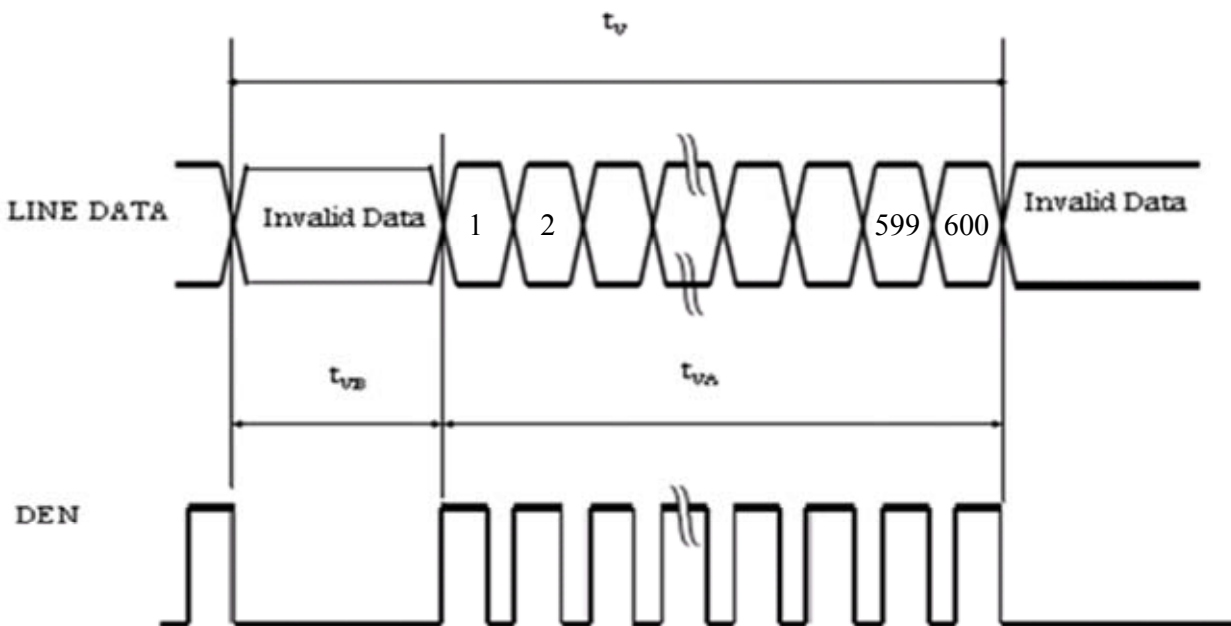 tV
LINE DATA
Invalid Data
1
2
599
600
Invalid Data
tVB
tVA
DEN